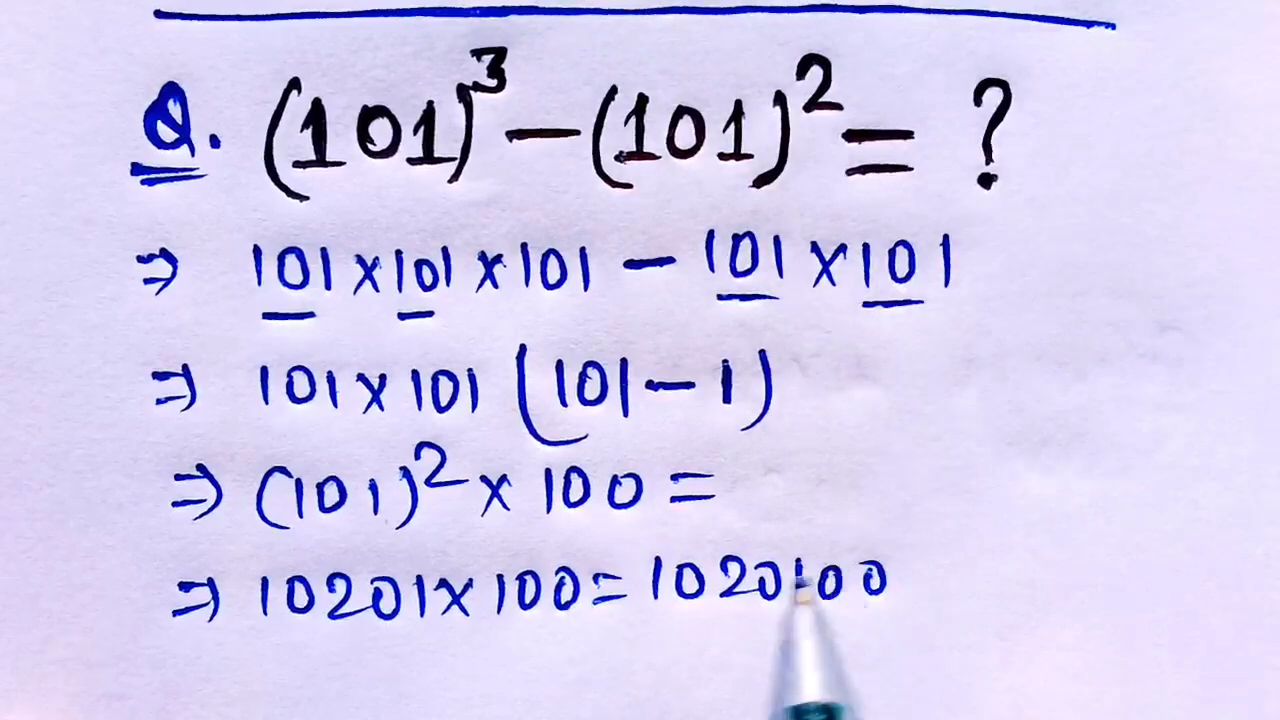 Q. (101)³ − (101)² = ?
⇒ 101 × 101 × 101 − 101 × 101
⇒ 101 × 101 (101 − 1)
⇒ (101)² × 100 =
⇒ 10201 × 100 = 1020100